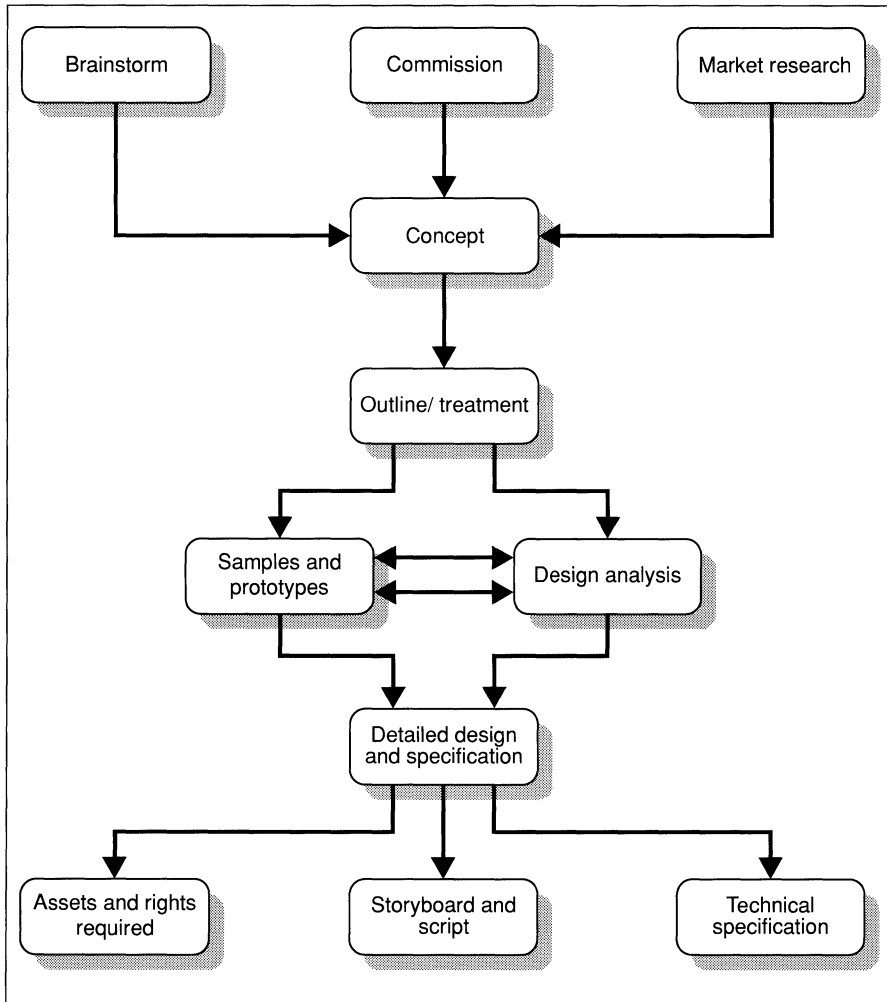 Brainstorm
Commission
Market research
Concept
Outline/ treatment
Samples and
prototypes
Design analysis
Detailed design
and specification
Assets and rights
required
Storyboard and
script
Technical
specification